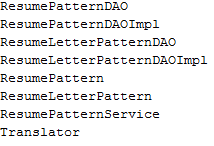 ResumePatternDAO
ResumePatternDAOImpl
ResumeLetterPatternDAO
ResumeLetterPatternDAOImpl
ResumePattern
ResumeLetterPattern
ResumePatternService
Translator